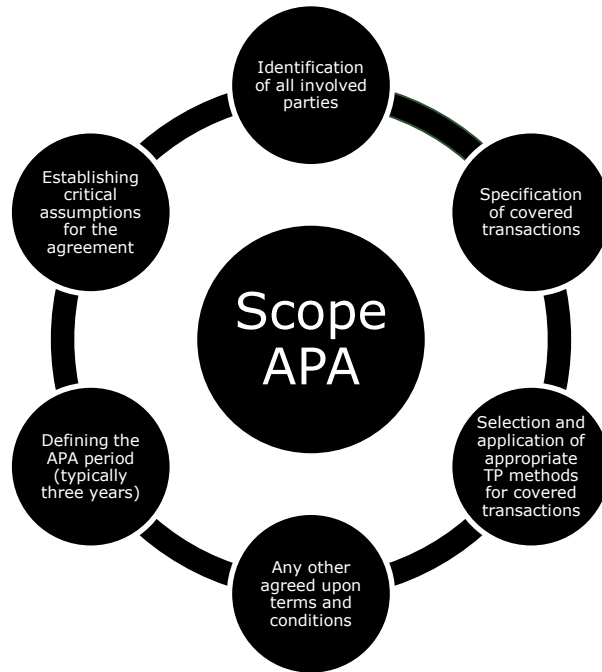 Identification
of all involved
parties
Specification
of covered
transactions
Selection and
application of
appropriate
TP methods
for covered
transactions
Any other
agreed upon
terms and
conditions
Defining the
APA period
(typically
three years)
Establishing
critical
assumptions
for the
agreement
Scope
APA